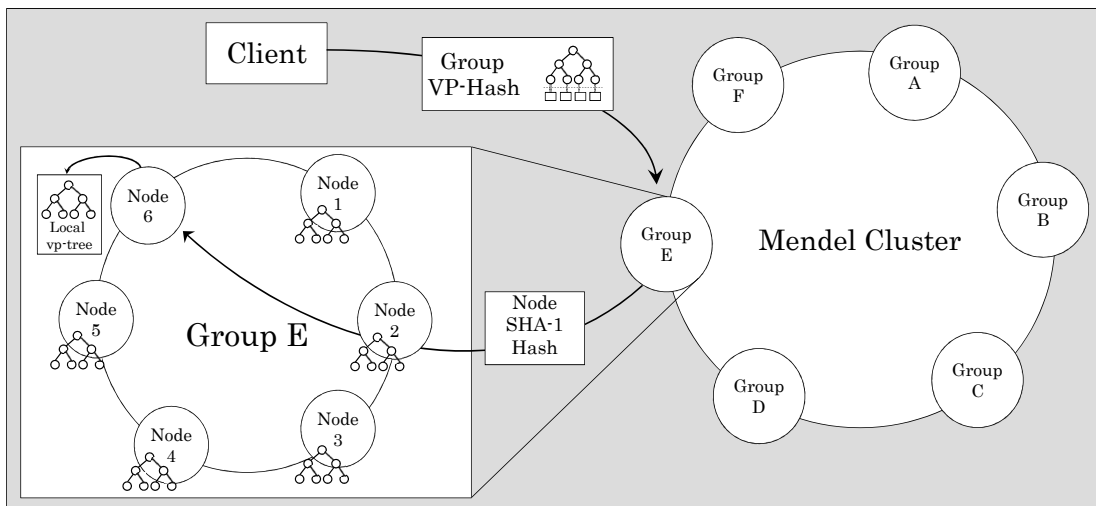 Client
Group
VP-Hash
Group
F
Group
A
Group
B
Group
C
Group
D
Group
E
Mendel Cluster
Node
SHA-1
Hash
Group E
Node
1
Node
2
Node
3
Node
4
Node
5
Node
6
Local
vp-tree